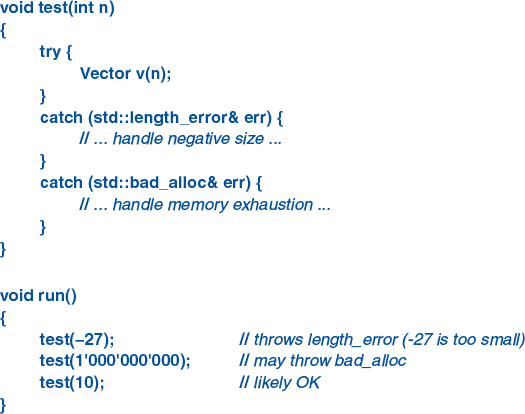 void test(int n)
{
try {
Vector v(n);
}
catch (std::length_error& err) {
// ... handle negative size ...
}
catch (std::bad_alloc& err) {
// ... handle memory exhaustion ...
}
}
void run()
{
test(−27); // throws length_error (-27 is too small)
test(1'000'000'000); // may throw bad_alloc
test(10); // likely OK
}